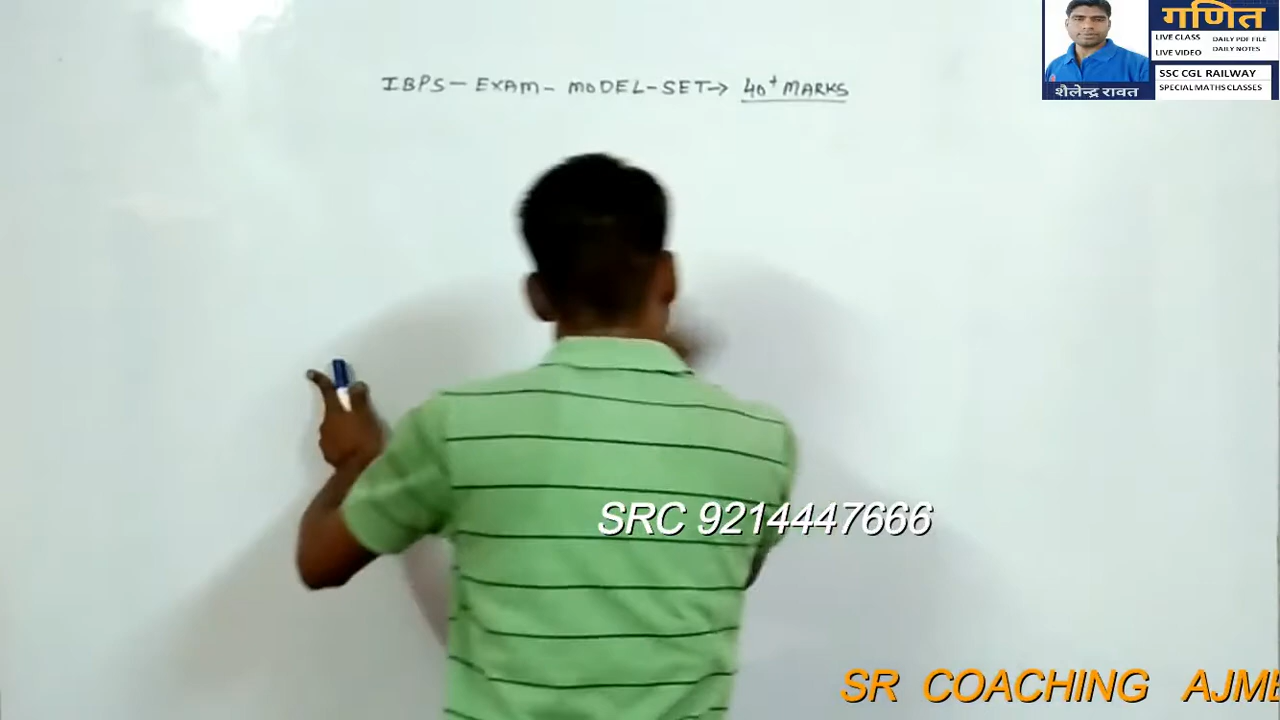 IBPS - EXAM - MODEL-SET→ 40⁺ MARKS
गणित
LIVE CLASS
DAILY PDF FILE
LIVE VIDEO
DAILY NOTES
SSC CGL RAILWAY
SPECIAL MATHS CLASSES
शैलेन्द्र रावत
SRC 9214447666
SR COACHING AJME